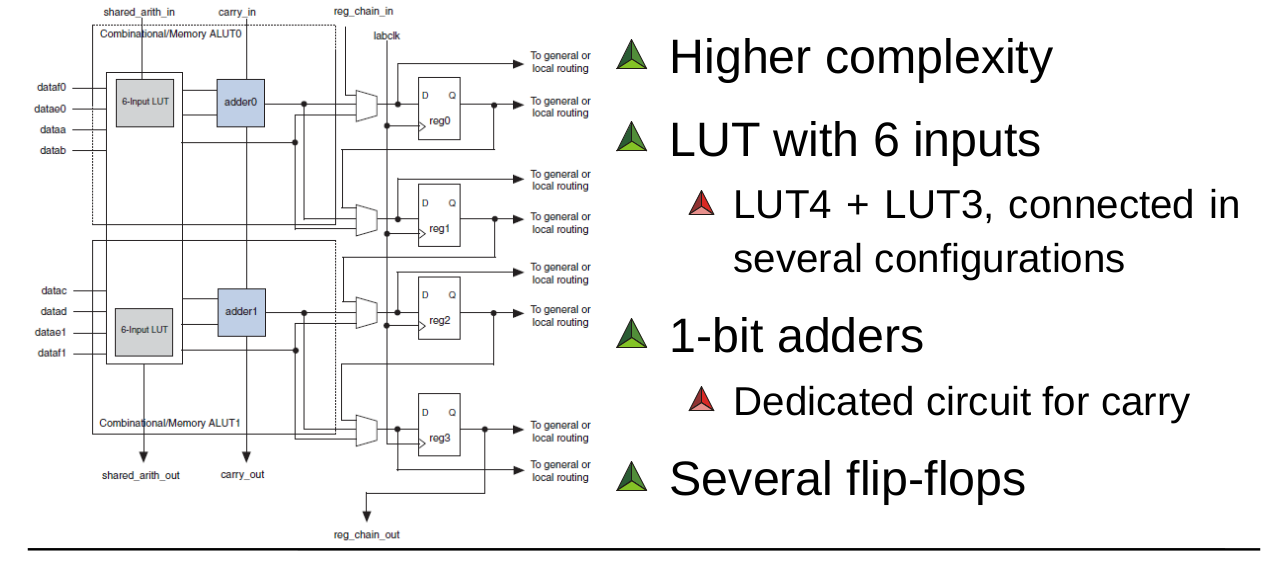 shared_arith_in
carry_in
reg_chain_in
labclk
Combinational/Memory ALUT0
dataf0
datae0
dataa
datab
6-Input LUT
adder0
D Q
reg0
To general or
local routing
To general or
local routing
D Q
reg1
To general or
local routing
To general or
local routing
datac
datad
datae1
dataf1
6-Input LUT
adder1
D Q
reg2
To general or
local routing
To general or
local routing
Combinational/Memory ALUT1
D Q
reg3
To general or
local routing
To general or
local routing
shared_arith_out
carry_out
reg_chain_out
Higher complexity
LUT with 6 inputs
LUT4 + LUT3, connected in
several configurations
1-bit adders
Dedicated circuit for carry
Several flip-flops